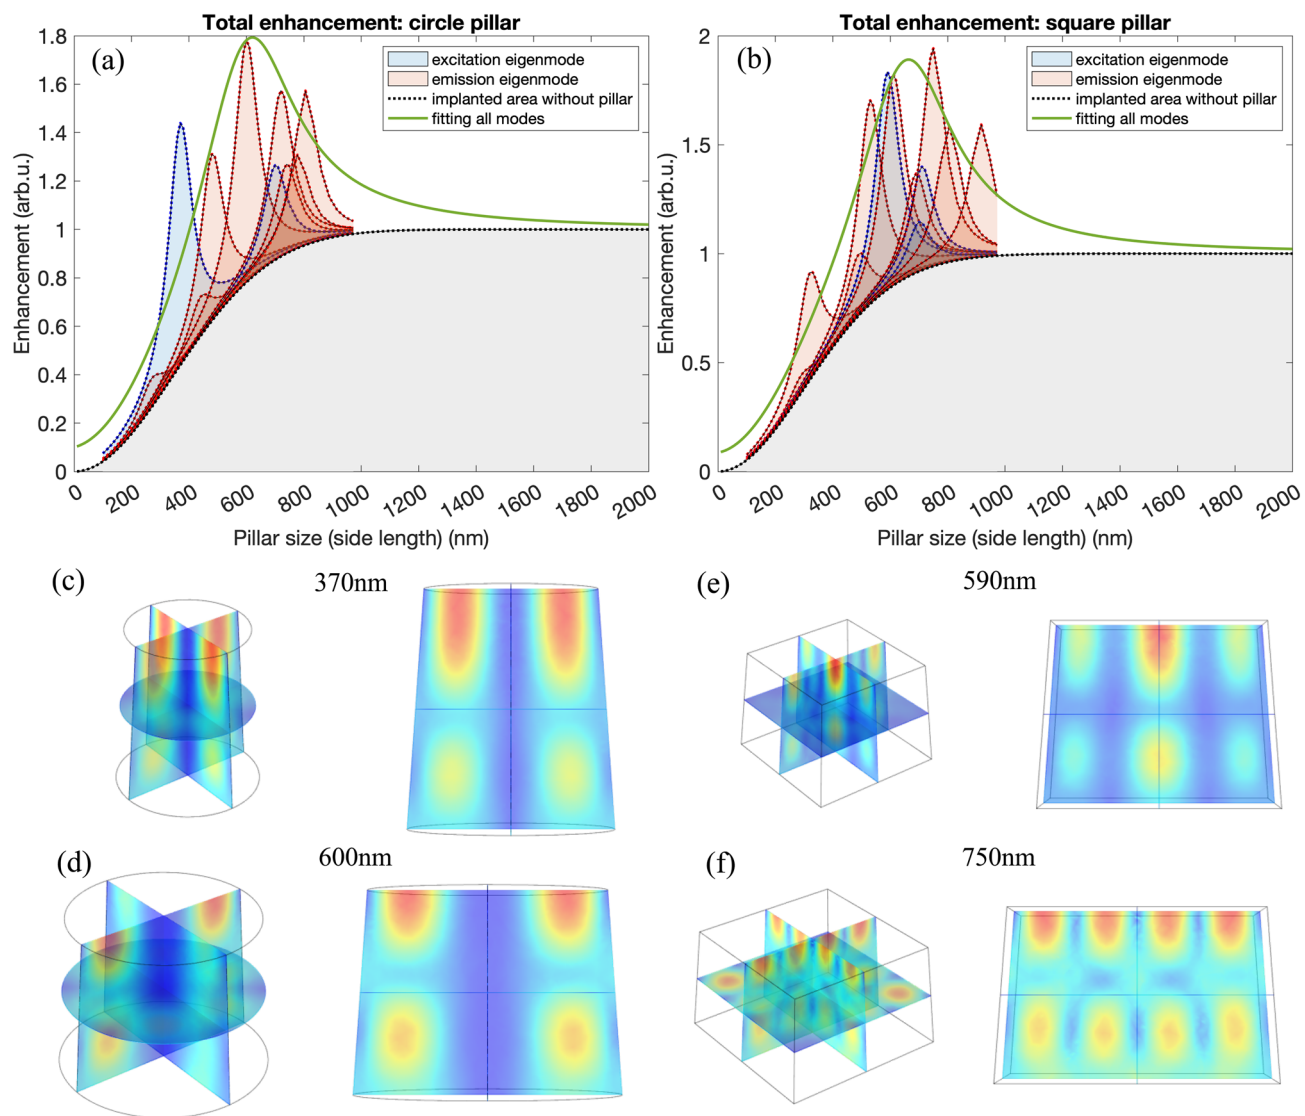 Total enhancement: circle pillar
(a)
excitation eigenmode
emission eigenmode
implanted area without pillar
fitting all modes
Enhancement (arb.u.)
1.8
1.6
1.4
1.2
1
0.8
0.6
0.4
0.2
0
0
200
400
600
800
1000
1200
1400
1600
1800
2000
Pillar size (side length) (nm)
Total enhancement: square pillar
(b)
excitation eigenmode
emission eigenmode
implanted area without pillar
fitting all modes
Enhancement (arb.u.)
2
1.5
1
0.5
0
0
200
400
600
800
1000
1200
1400
1600
1800
2000
Pillar size (side length) (nm)
(c)
370nm
(e)
590nm
(d)
600nm
(f)
750nm